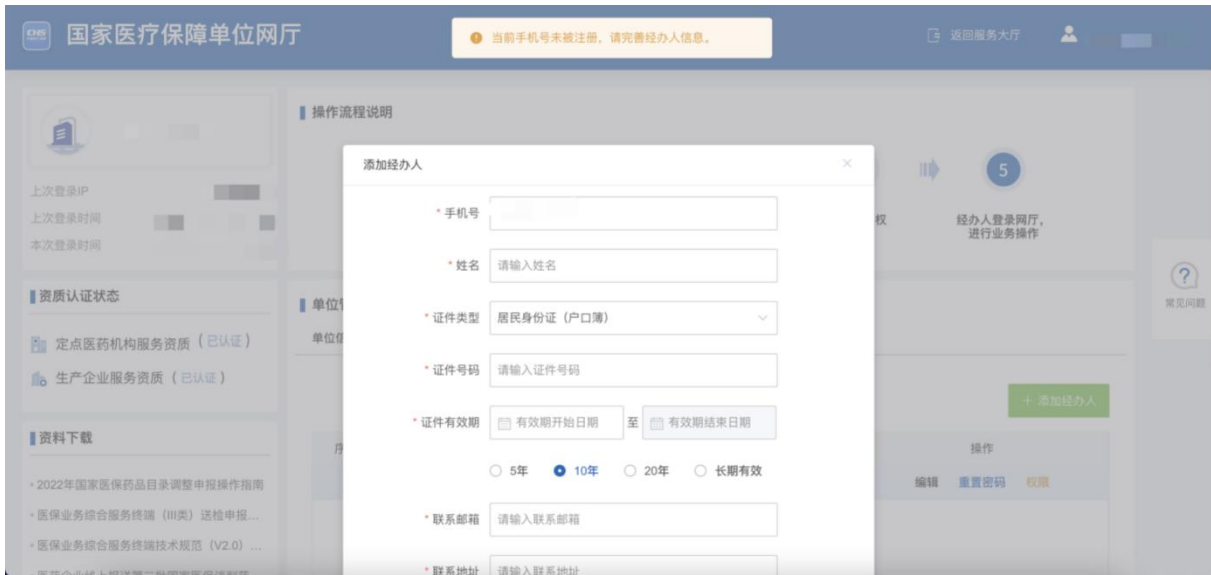 CHS
国家医疗保障单位网厅
当前手机号未被注册，请完善经办人信息。
返回服务大厅
操作流程说明
添加经办人
上次登录IP
上次登录时间
本次登录时间
* 手机号
5
权
经办人登录网厅，
进行业务操作
* 姓名 请输入姓名
常见问题
资质认证状态
单位
* 证件类型 居民身份证（户口簿）
定点医药机构服务资质（已认证）
单位信
生产企业服务资质（已认证）
* 证件号码 请输入证件号码
+ 添加经办人
* 证件有效期 有效期开始日期 至 有效期结束日期
资料下载
序
操作
5年 10年 20年 长期有效
编辑 重置密码 权限
2022年国家医保药品目录调整申报操作指南
医保业务综合服务终端（III类）送检申报...
* 联系邮箱 请输入联系邮箱
医保业务综合服务终端技术规范（V2.0）...
* 联系地址 请输入联系地址